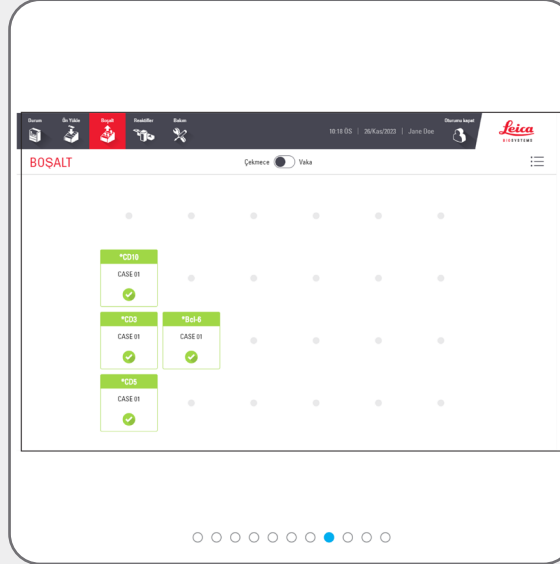 Durum Ön Yükle Boşalt Reaktifler Bakım Oturumu kapat
10:10 ÖS | 26/Kas/2023 | Jane Doe
Leica
BIOSYSTEMS
BOŞALT
Çekmece Vaka
*CD10
CASE 01
*CD3 *Bcl-6
CASE 01 CASE 01
*CD5
CASE 01